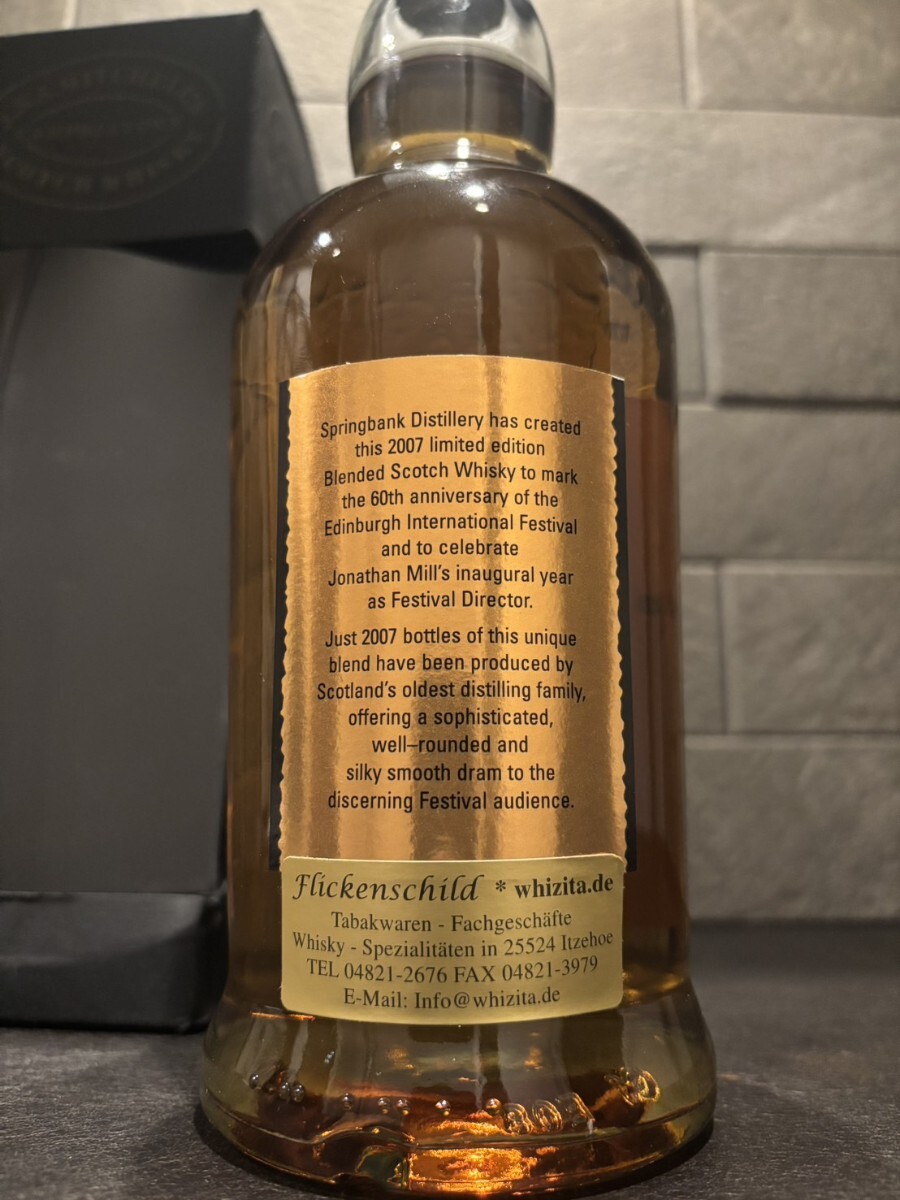 SCOTCH WHISKY
Springbank Distillery has created
this 2007 limited edition
Blended Scotch Whisky to mark
the 60th anniversary of the
Edinburgh International Festival
and to celebrate
Jonathan Mill's inaugural year
as Festival Director.
Just 2007 bottles of this unique
blend have been produced by
Scotland's oldest distilling family,
offering a sophisticated,
well–rounded and
silky smooth dram to the
discerning Festival audience.
Flickenschild * whizita.de
Tabakwaren - Fachgeschäfte
Whisky - Spezialitäten in 25524 Itzehoe
TEL 04821-2676 FAX 04821-3979
E-Mail: Info@whizita.de